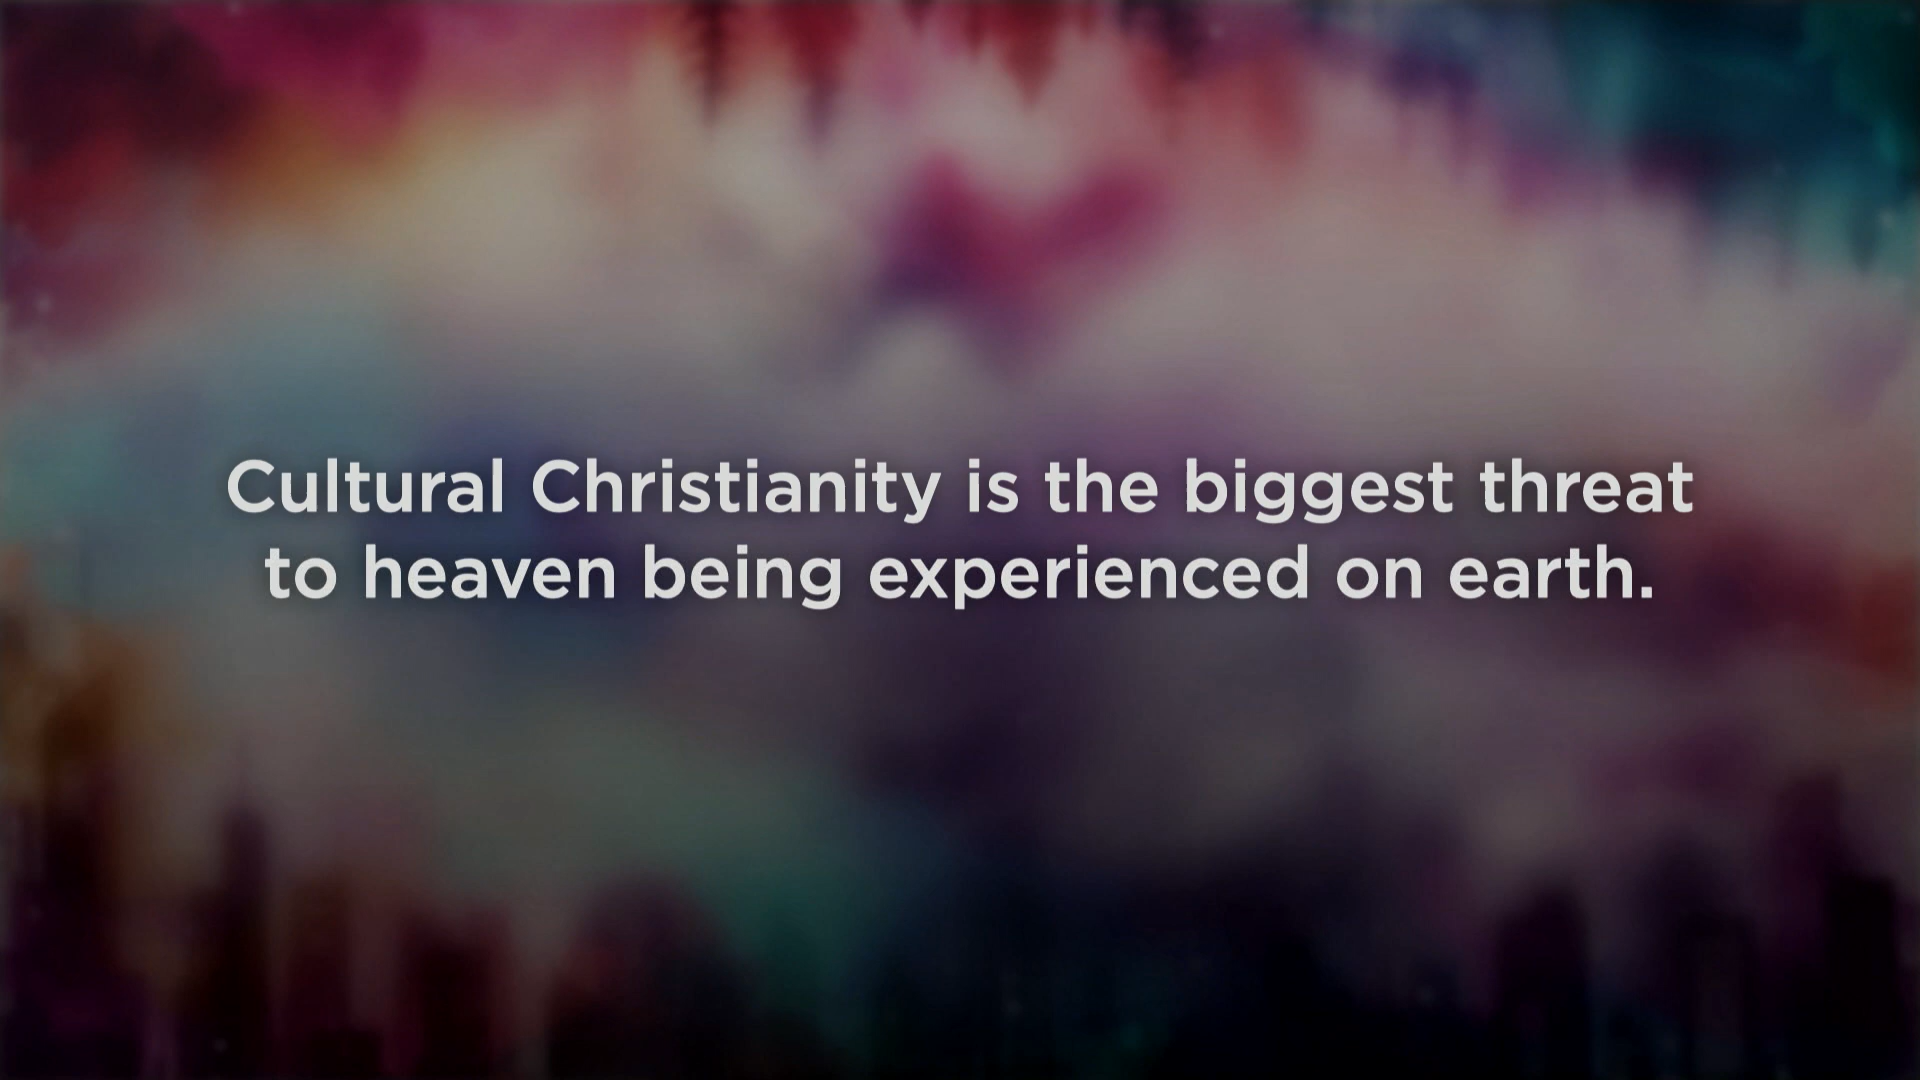 Cultural Christianity is the biggest threat
to heaven being experienced on earth.